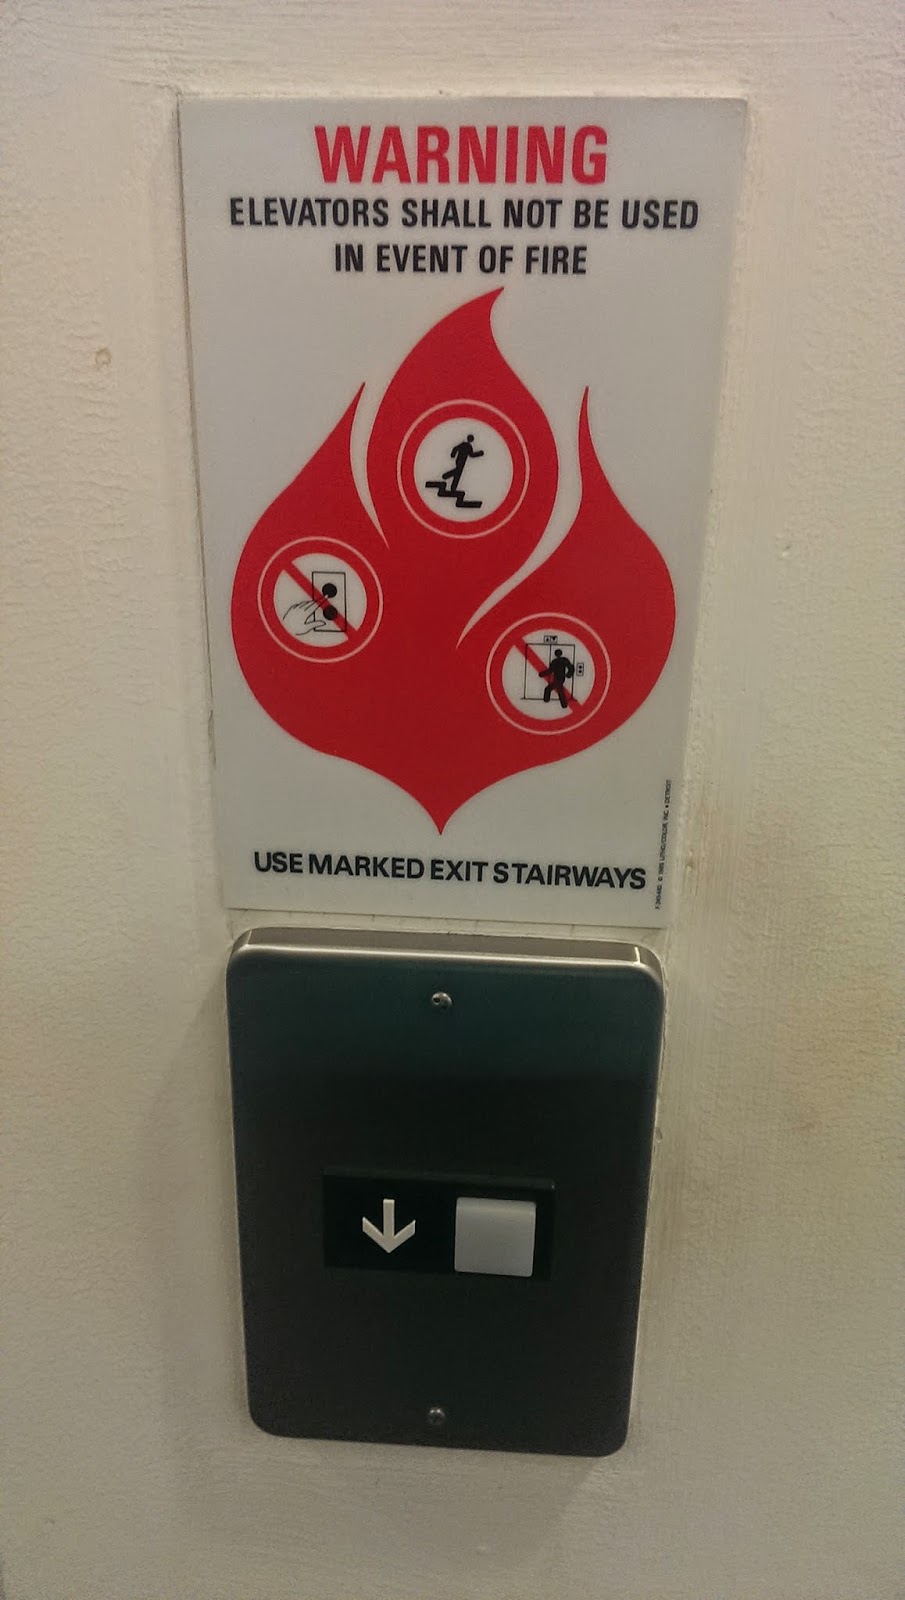 WARNING
ELEVATORS SHALL NOT BE USED
IN EVENT OF FIRE
USE MARKED EXIT STAIRWAYS